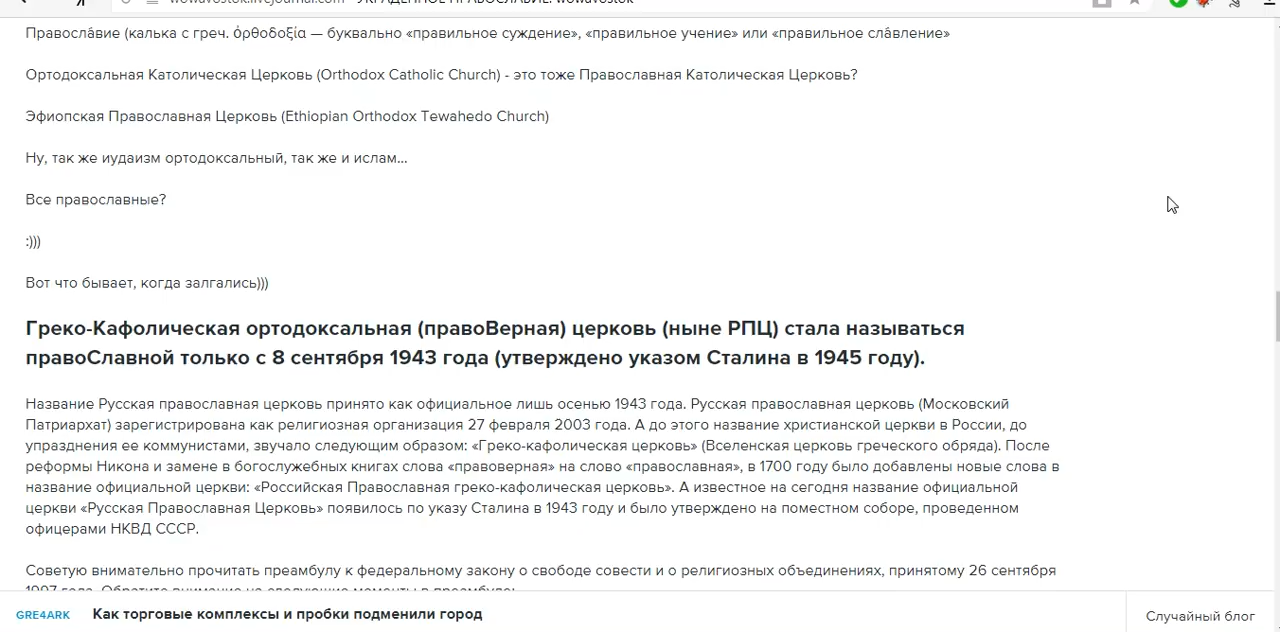 Правосла́вие (калька с греч. ὀρθοδοξία — буквально «правильное суждение», «правильное учение» или «правильное сла́вление»
Ортодоксальная Католическая Церковь (Orthodox Catholic Church) - это тоже Православная Католическая Церковь?
Эфиопская Православная Церковь (Ethiopian Orthodox Tewahedo Church)
Ну, так же иудаизм ортодоксальный, так же и ислам...
Все православные?
:)))
Вот что бывает, когда залгались)))
Греко-Кафолическая ортодоксальная (правоВерная) церковь (ныне РПЦ) стала называться
правоСлавной только с 8 сентября 1943 года (утверждено указом Сталина в 1945 году).
Название Русская православная церковь принято как официальное лишь осенью 1943 года. Русская православная церковь (Московский
Патриархат) зарегистрирована как религиозная организация 27 февраля 2003 года. А до этого название христианской церкви в России, до
упразднения ее коммунистами, звучало следующим образом: «Греко-кафолическая церковь» (Вселенская церковь греческого обряда). После
реформы Никона и замене в богослужебных книгах слова «правоверная» на слово «православная», в 1700 году было добавлены новые слова в
название официальной церкви: «Российская Православная греко-кафолическая церковь». А известное на сегодня название официальной
церкви «Русская Православная Церковь» появилось по указу Сталина в 1943 году и было утверждено на поместном соборе, проведенном
офицерами НКВД СССР.
Советую внимательно прочитать преамбулу к федеральному закону о свободе совести и о религиозных объединениях, принятому 26 сентября
GRE4ARK Как торговые комплексы и пробки подменили город
Случайный блог